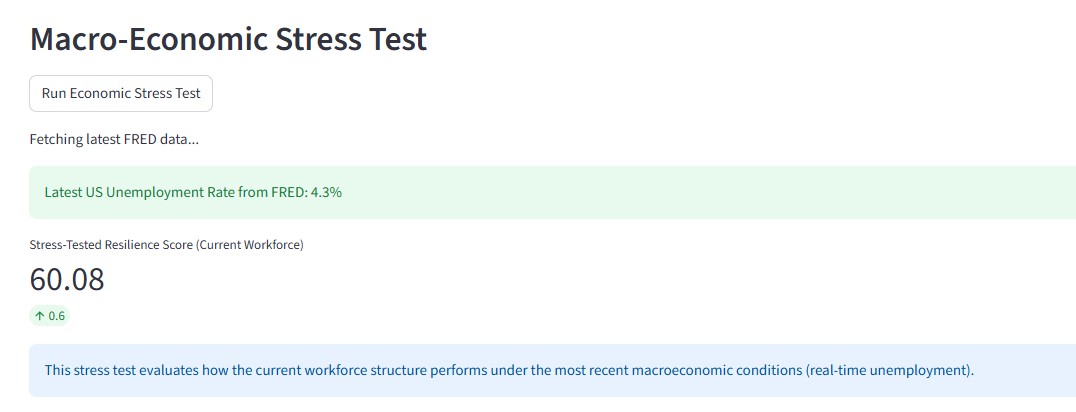 Macro-Economic Stress Test
Run Economic Stress Test
Fetching latest FRED data...
Latest US Unemployment Rate from FRED: 4.3%
Stress-Tested Resilience Score (Current Workforce)
60.08
↑ 0.6
This stress test evaluates how the current workforce structure performs under the most recent macroeconomic conditions (real-time unemployment).